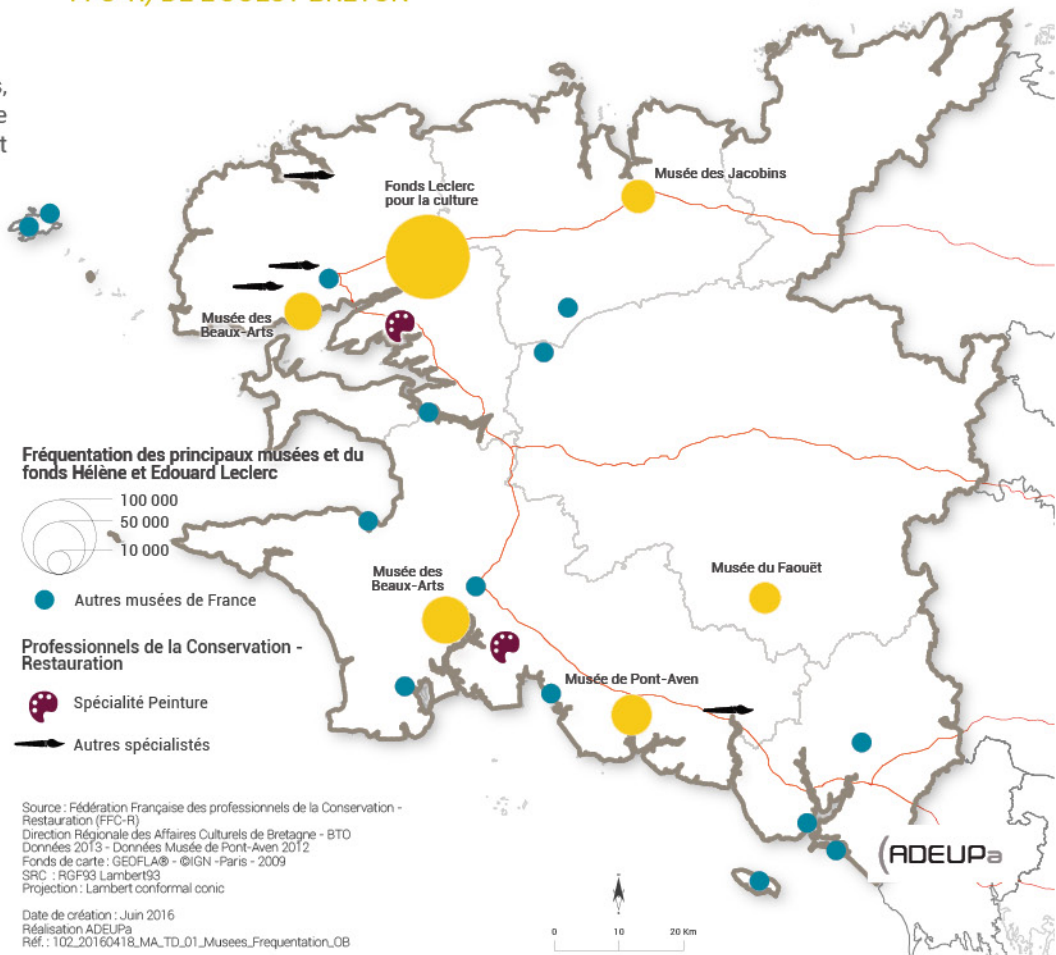 s,
e
t
Fonds Leclerc
pour la culture
Musée des Jacobins
Musée des
Beaux-Arts
Fréquentation des principaux musées et du
fonds Hélène et Edouard Leclerc
100 000
50 000
10 000
Autres musées de France
Musée des
Beaux-Arts
Musée du Faouët
Professionnels de la Conservation -
Restauration
Spécialité Peinture
Autres spécialistés
Musée de Pont-Aven
Source : Fédération Française des professionnels de la Conservation -
Restauration (FFC-R)
Direction Régionale des Affaires Culturels de Bretagne - BTO
Données 2013 - Données Musée de Pont-Aven 2012
Fonds de carte : GEOFLA® - ©IGN -Paris - 2009
SRC : RGF93 Lambert93
Projection : Lambert conformal conic
Date de création : Juin 2016
Réalisation ADEUPa
Réf. : 102_20160418_MA_TD_01_Musees_Frequentation_OB
0 10 20 Km
ADEUPa